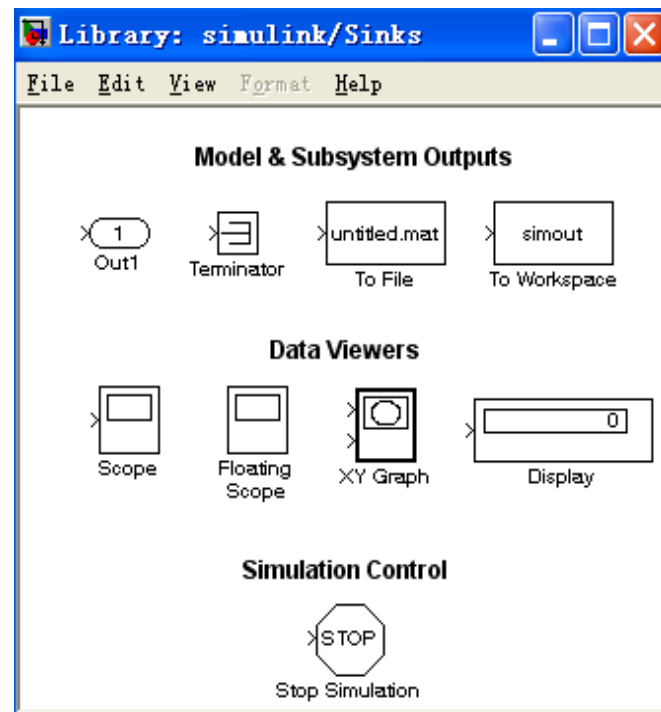 Library: simulink/Sinks
File Edit View Format Help
Model & Subsystem Outputs
1 untitled.mat simout
Out1 Terminator To File To Workspace
Data Viewers
0
Scope Floating Scope XY Graph Display
Simulation Control
STOP
Stop Simulation